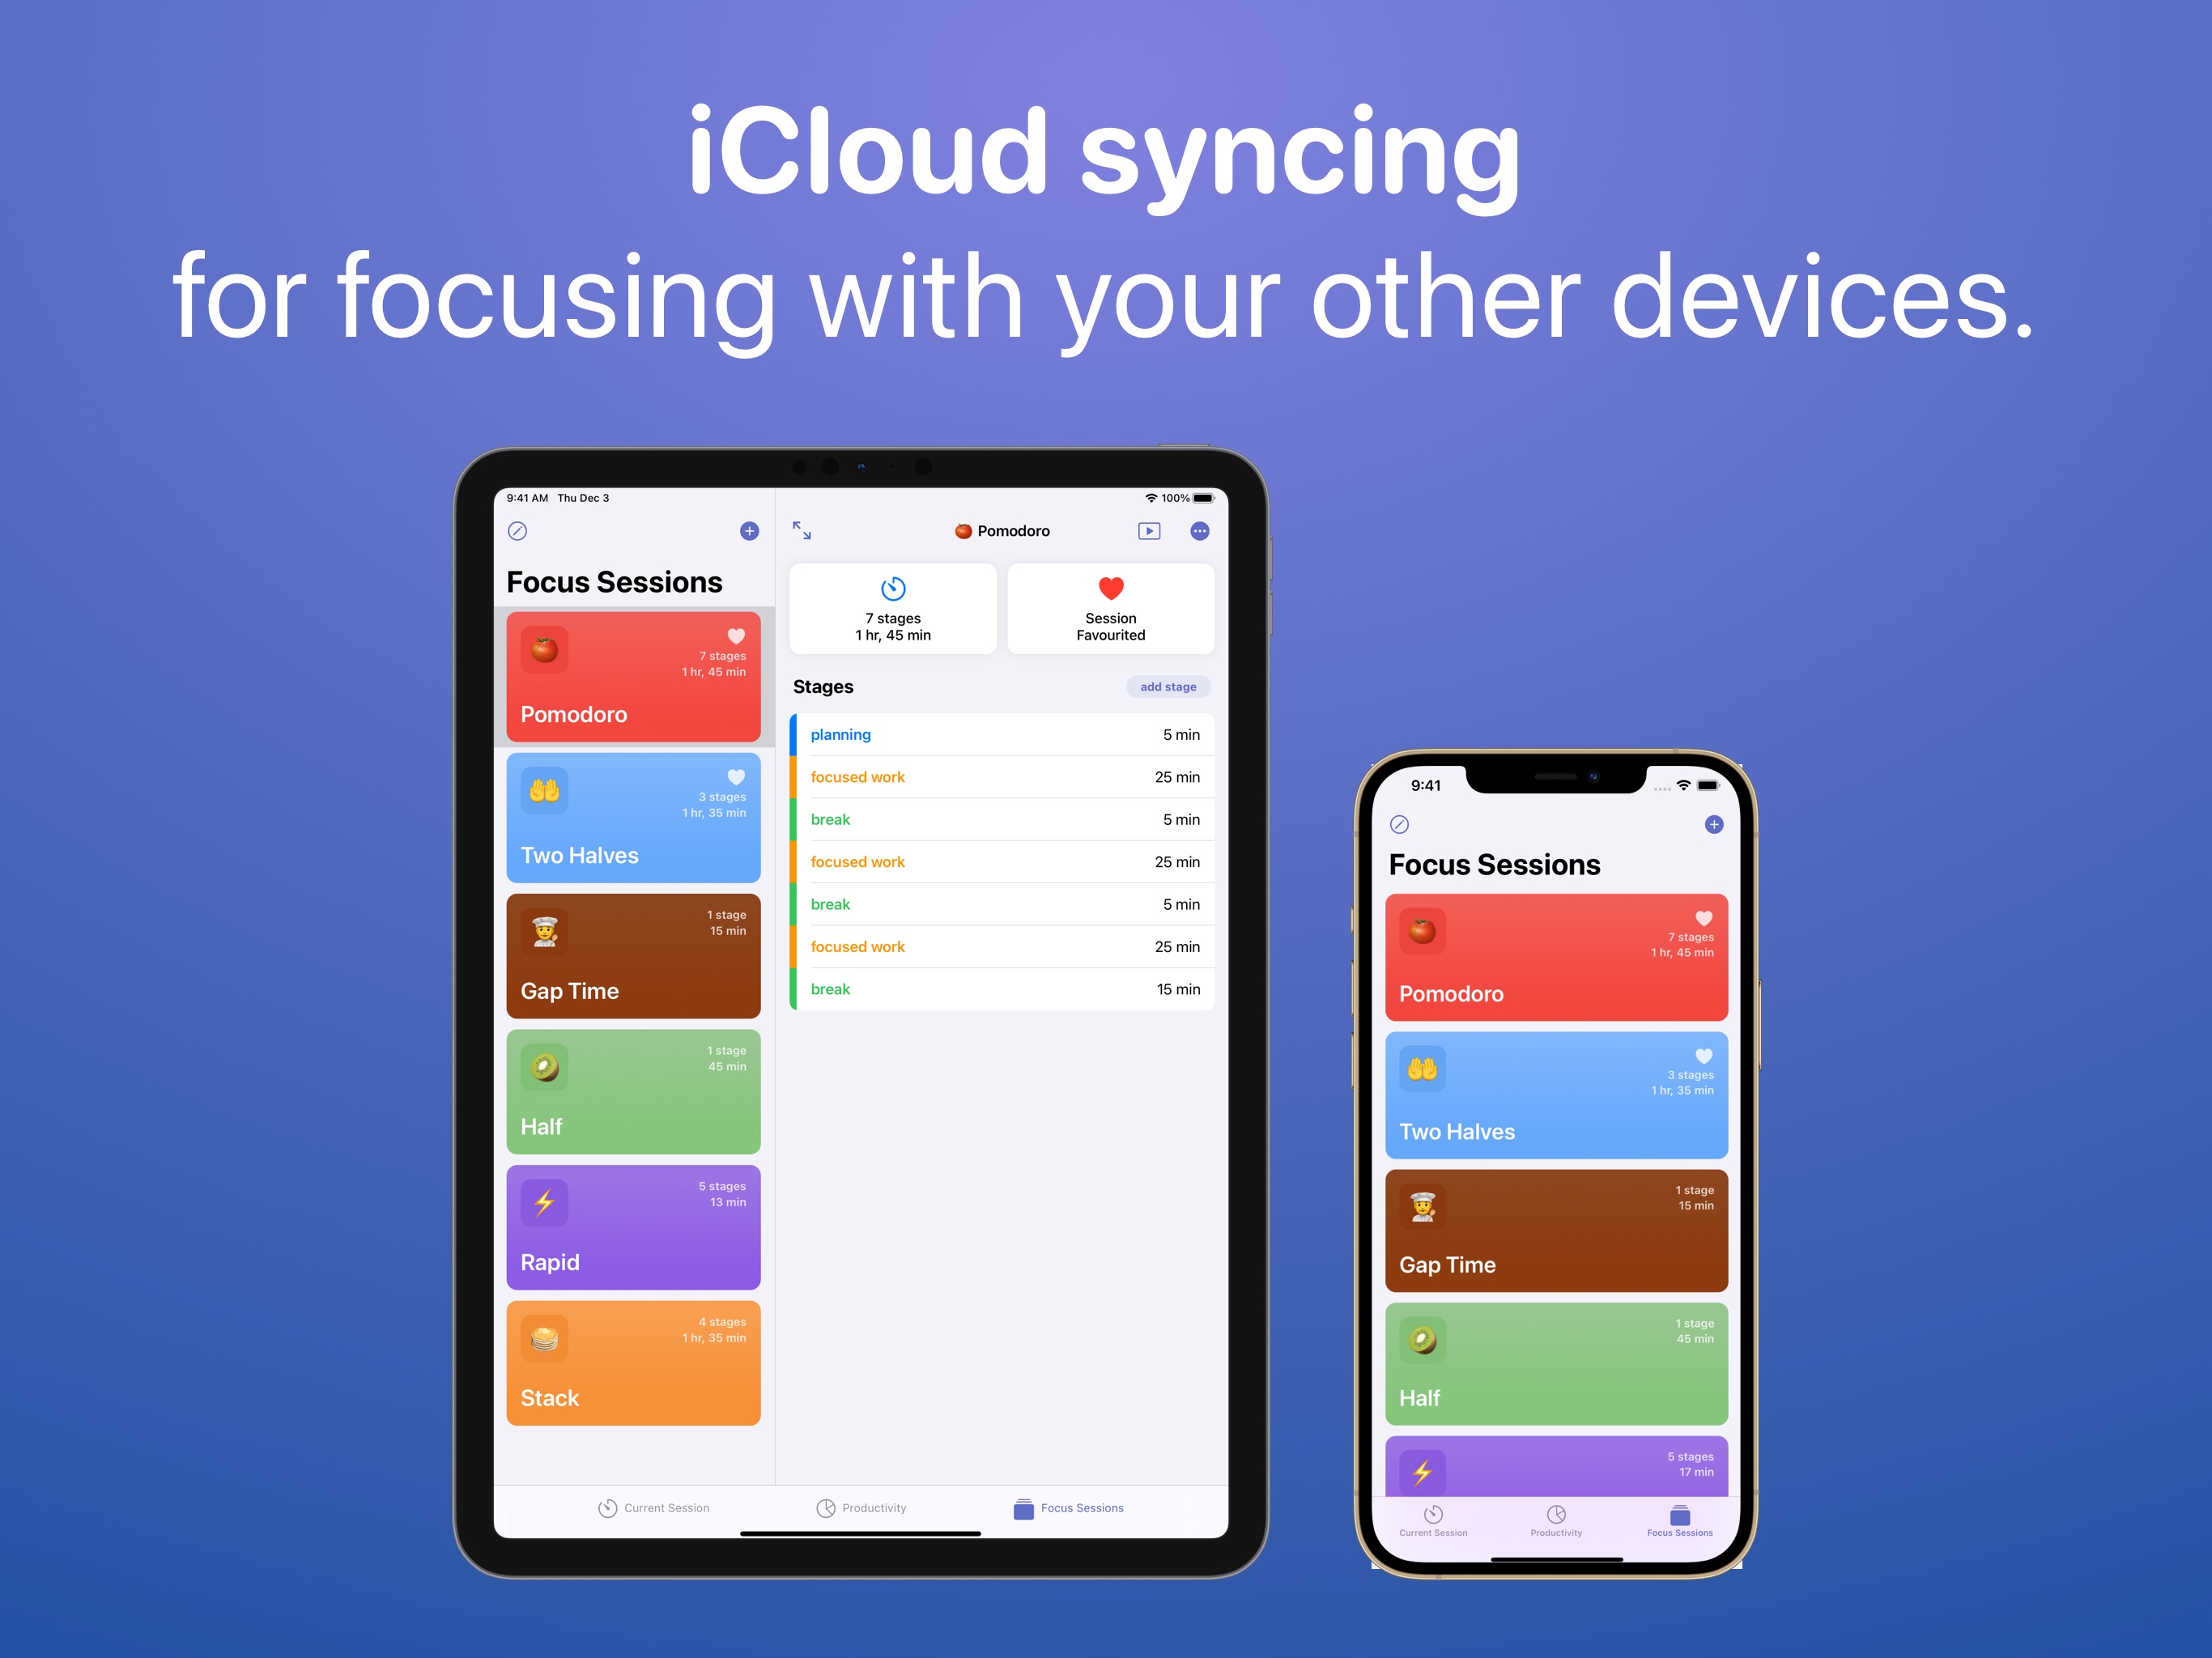 iCloud syncing
for focusing with your other devices.
9:41 AM Thu Dec 3
100%
Focus Sessions
7 stages
1 hr, 45 min
Pomodoro
3 stages
1 hr, 35 min
Two Halves
1 stage
15 min
Gap Time
1 stage
45 min
Half
5 stages
13 min
Rapid
4 stages
1 hr, 35 min
Stack
Pomodoro
7 stages
1 hr, 45 min
Session
Favourited
Stages
add stage
planning 5 min
focused work 25 min
break 5 min
focused work 25 min
break 5 min
focused work 25 min
break 15 min
Current Session
Productivity
Focus Sessions
9:41
Focus Sessions
7 stages
1 hr, 45 min
Pomodoro
3 stages
1 hr, 35 min
Two Halves
1 stage
15 min
Gap Time
1 stage
45 min
Half
5 stages
17 min
Current Session
Productivity
Focus Sessions